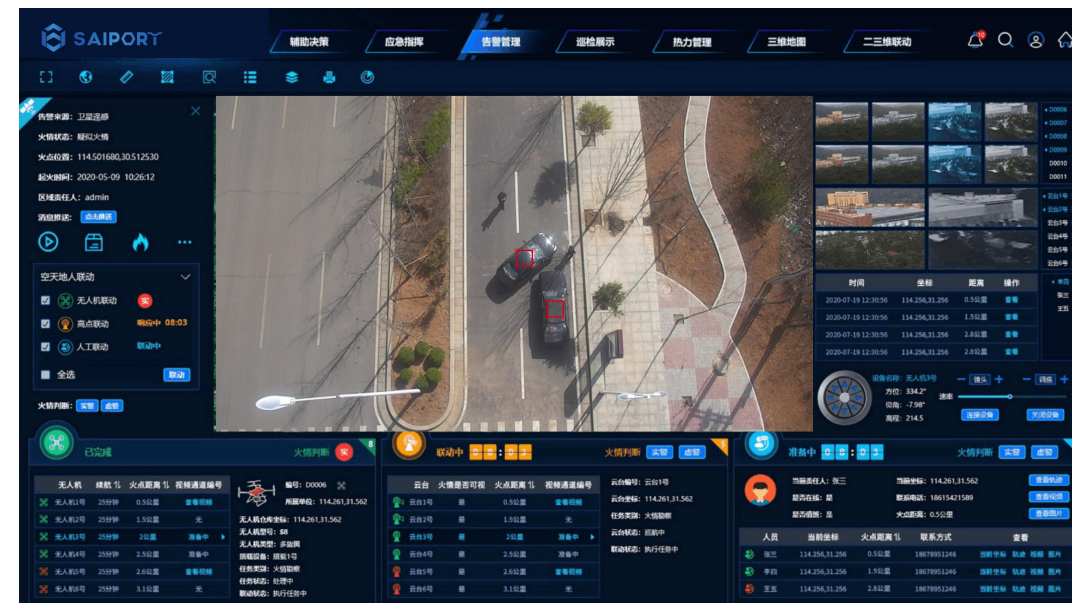 SAIPORT
辅助决策 应急指挥 告警管理 巡检展示 热力管理 三维地图 二三维联动
告警来源： 卫星遥感
火情状态： 疑似火情
火点位置： 114.501680,30.512530
起火时间： 2020-05-09 10:26:12
区域责任人： admin
消息推送： 点击推送
空天地人联动
无人机联动 实
高点联动 响应中 08:03
人工联动 联动中
全选 联动
火情判断： 实警 虚警
D0006
D0007
D0008
D0009
D0010
D0011
云台1号
云台2号
云台3号
云台4号
云台5号
云台6号
李四
张三
王五
时间 坐标 距离 操作
2020-07-19 12:30:56 114.256,31.256 0.5公里 查看
2020-07-19 12:30:56 114.256,31.256 1.5公里 查看
2020-07-19 12:30:56 114.256,31.256 2.8公里 查看
2020-07-19 12:30:56 114.256,31.256 2.8公里 查看
设备名称： 无人机3号
方位： 334.2°
仰角： -7.98°
高程： 214.5
镜头 调焦
速率
连接设备 关闭设备
已完成 火情判断 实 8
无人机 续航 火点距离 视频通道编号
无人机1号 25分钟 0.5公里 查看视频
无人机2号 25分钟 1.5公里 无
无人机3号 25分钟 2公里 准备中
无人机4号 25分钟 2.5公里 准备中
无人机5号 25分钟 2.6公里 查看视频
无人机6号 25分钟 3.1公里 无
编号： D0006
所属单位： 114.261,31.562
无人机仓库坐标： 114.261,31.562
无人机型号： S8
无人机类型： 多旋翼
搭载设备： 搭载1号
任务类别： 火情勘察
任务状态： 处理中
联动状态： 执行任务中
联动中 0 8 : 0 3 火情判断 实警 虚警 5
云台 火情是否可视 火点距离 视频通道编号
云台1号 是 0.5公里 查看视频
云台2号 是 1.5公里 无
云台3号 是 2公里 准备中
云台4号 是 2.5公里 准备中
云台5号 是 2.6公里 查看视频
云台6号 是 3.1公里 无
云台编号： 云台1号
云台坐标： 114.261,31.562
任务类别： 火情勘察
云台状态： 巡航中
联动状态： 执行任务中
准备中 0 8 : 0 3 火情判断 实警 虚警
当前责任人： 张三 当前坐标： 114.261,31.562 查看轨迹
是否在线： 是 联系电话： 18615421589 查看视频
是否值班： 是 火点距离： 0.5公里 查看图片
人员 当前坐标 火点距离 联系方式 查看
张三 114.256,31.256 0.5公里 18678951246 当前坐标 轨迹 视频 图片
李四 114.256,31.256 1.5公里 18678951246 当前坐标 轨迹 视频 图片
王五 114.256,31.256 2.8公里 18678951246 当前坐标 轨迹 视频 图片